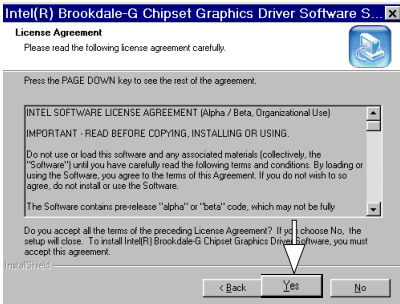 Intel(R) Brookdale-G Chipset Graphics Driver Software S...
License Agreement
Please read the following license agreement carefully.
Press the PAGE DOWN key to see the rest of the agreement.
INTEL SOFTWARE LICENSE AGREEMENT (Alpha / Beta, Organizational Use)
IMPORTANT - READ BEFORE COPYING, INSTALLING OR USING.
Do not use or load this software and any associated materials (collectively, the
"Software") until you have carefully read the following terms and conditions. By loading or
using the Software, you agree to the terms of this Agreement. If you do not wish to so
agree, do not install or use the Software.
The Software contains pre-release "alpha" or "beta" code, which may not be fully
Do you accept all the terms of the preceding License Agreement? If you choose No, the
setup will close. To install Intel(R) Brookdale-G Chipset Graphics Driver Software, you must
accept this agreement.
InstallShield
< Back
Yes
No